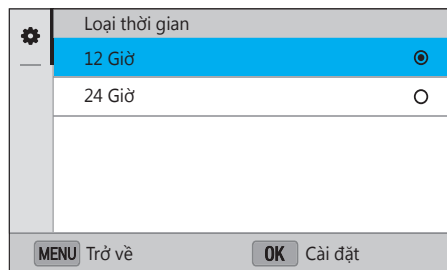 Loại thời gian
12 Giờ
24 Giờ
MENU Trở về OK Cài đặt